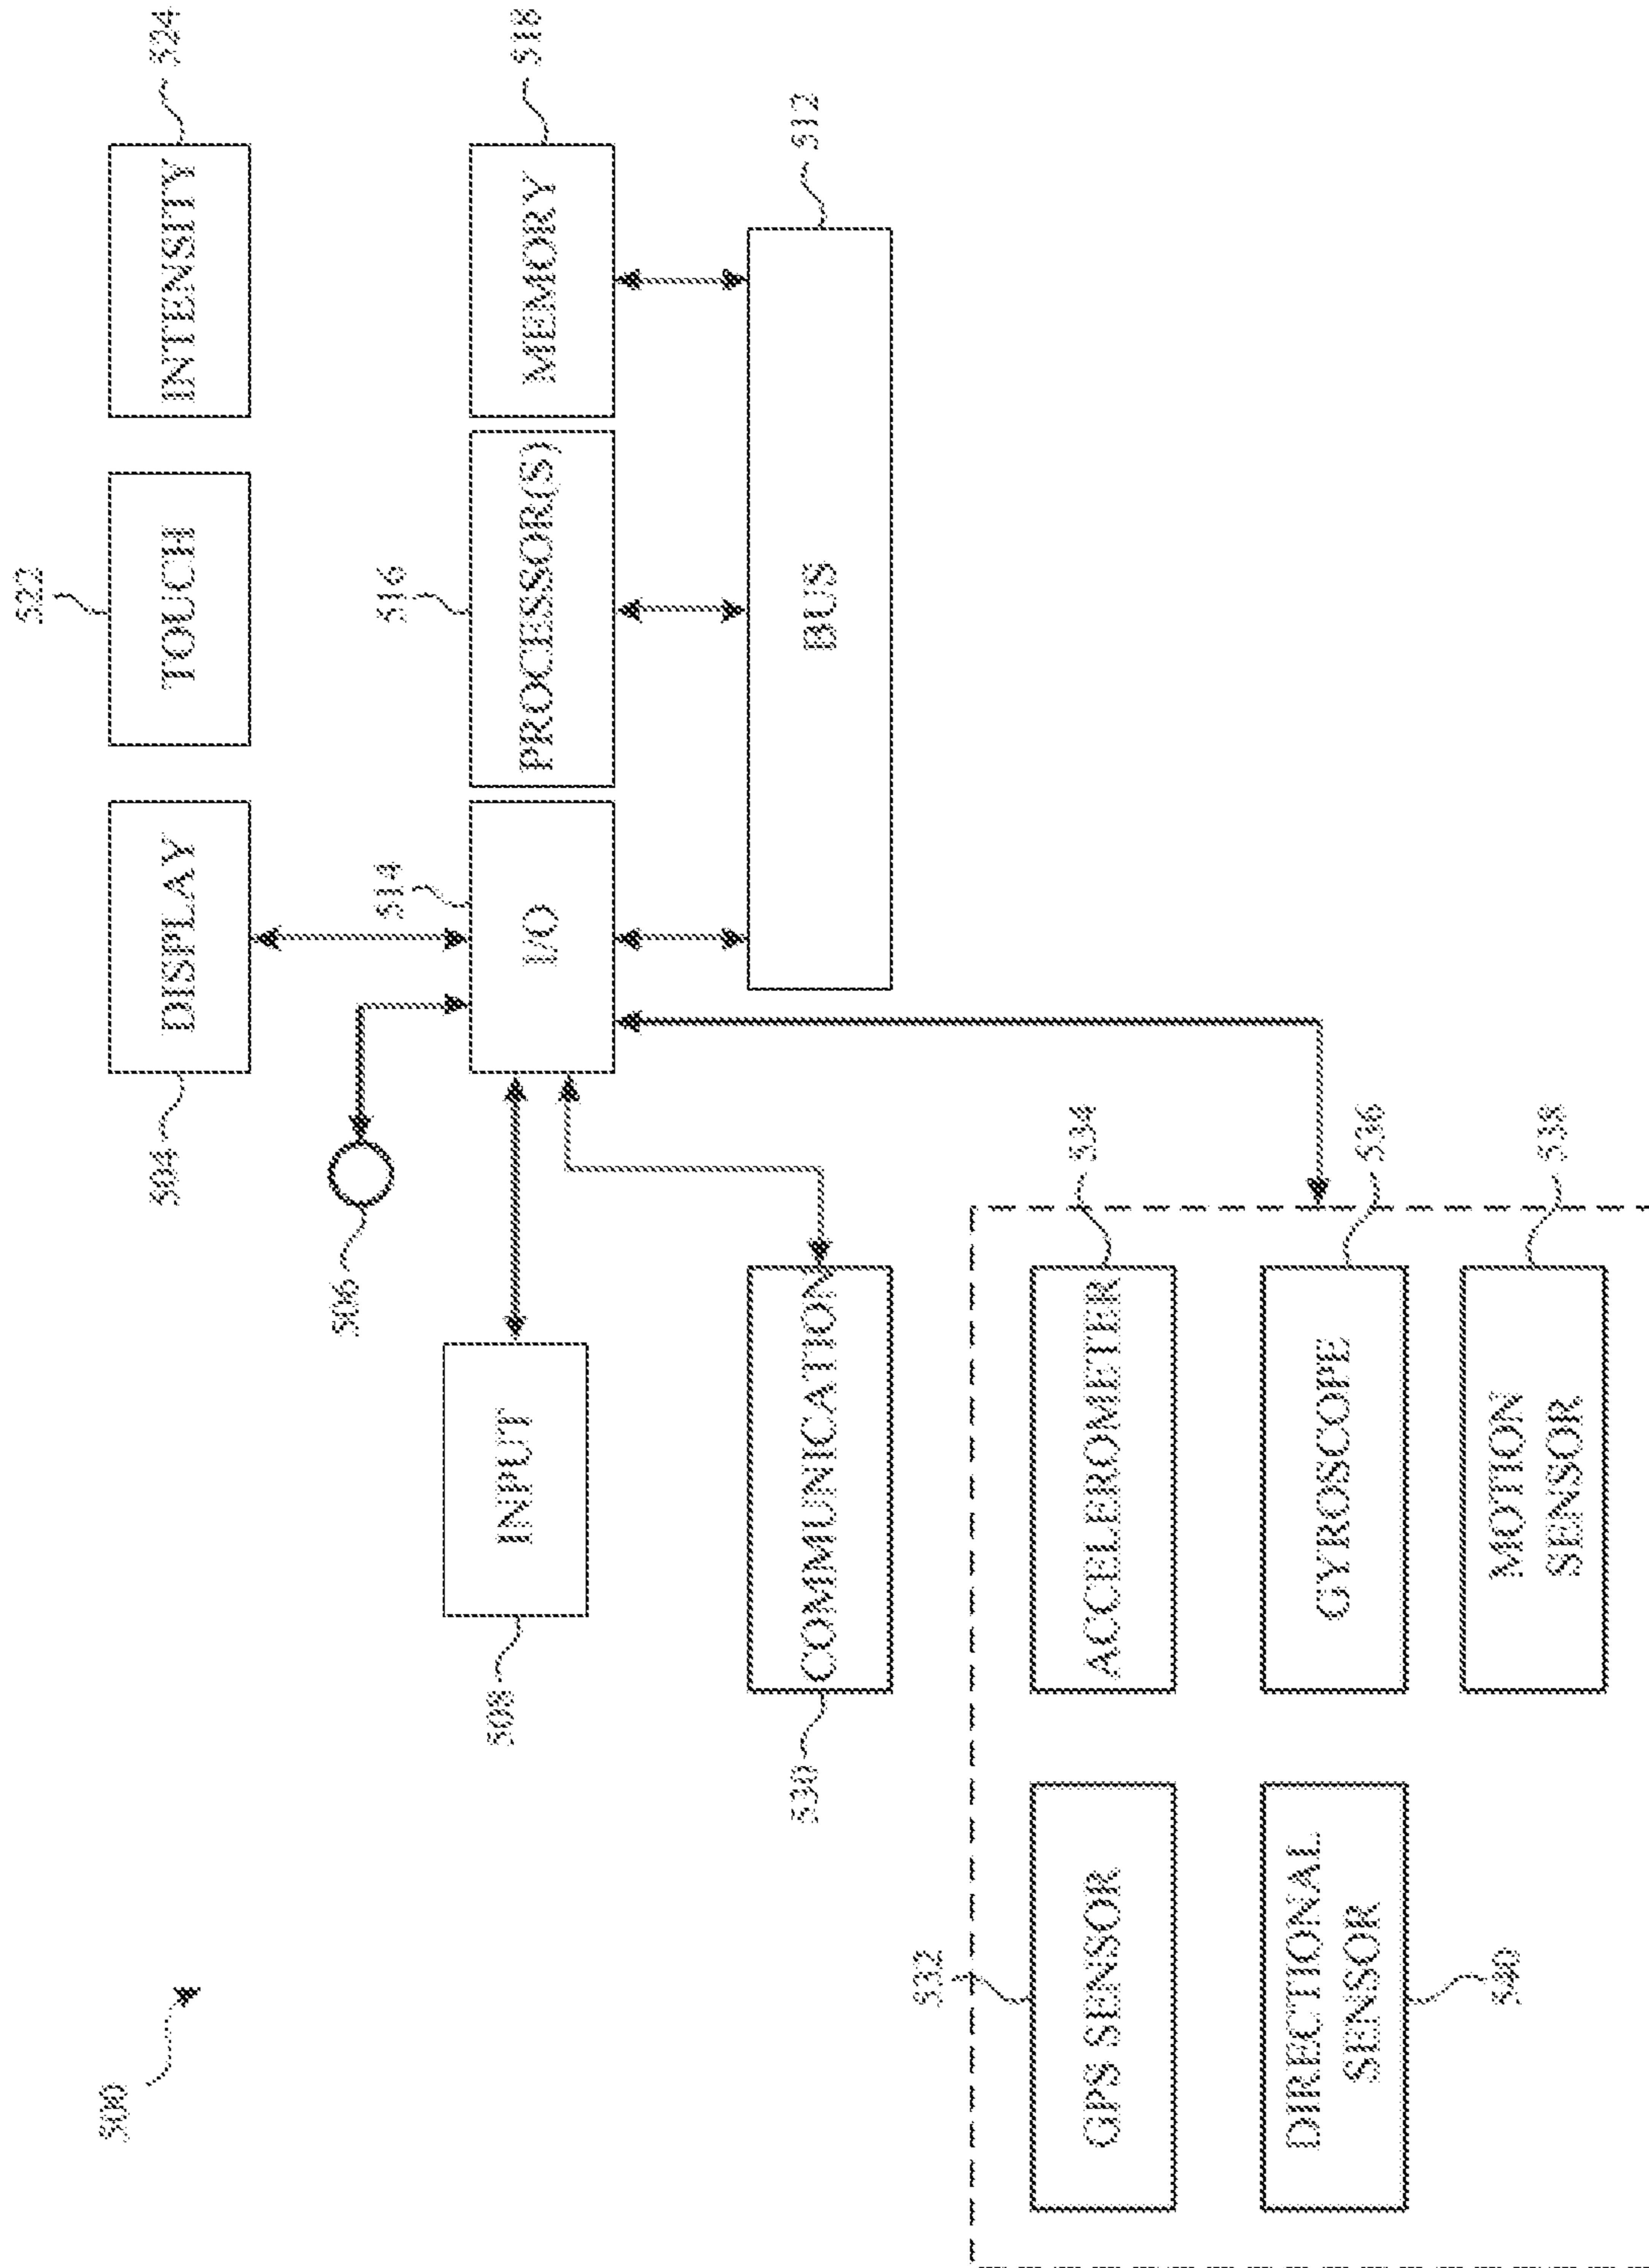 500
504
DISPLAY
522
TOUCH
INTENSITY
524
506
508
INPUT
514
I/O
516
PROCESSOR(S)
MEMORY
518
530
COMMUNICATION
BUS
512
532
GPS SENSOR
ACCELEROMETER
534
DIRECTIONAL
SENSOR
540
GYROSCOPE
536
MOTION
SENSOR
538